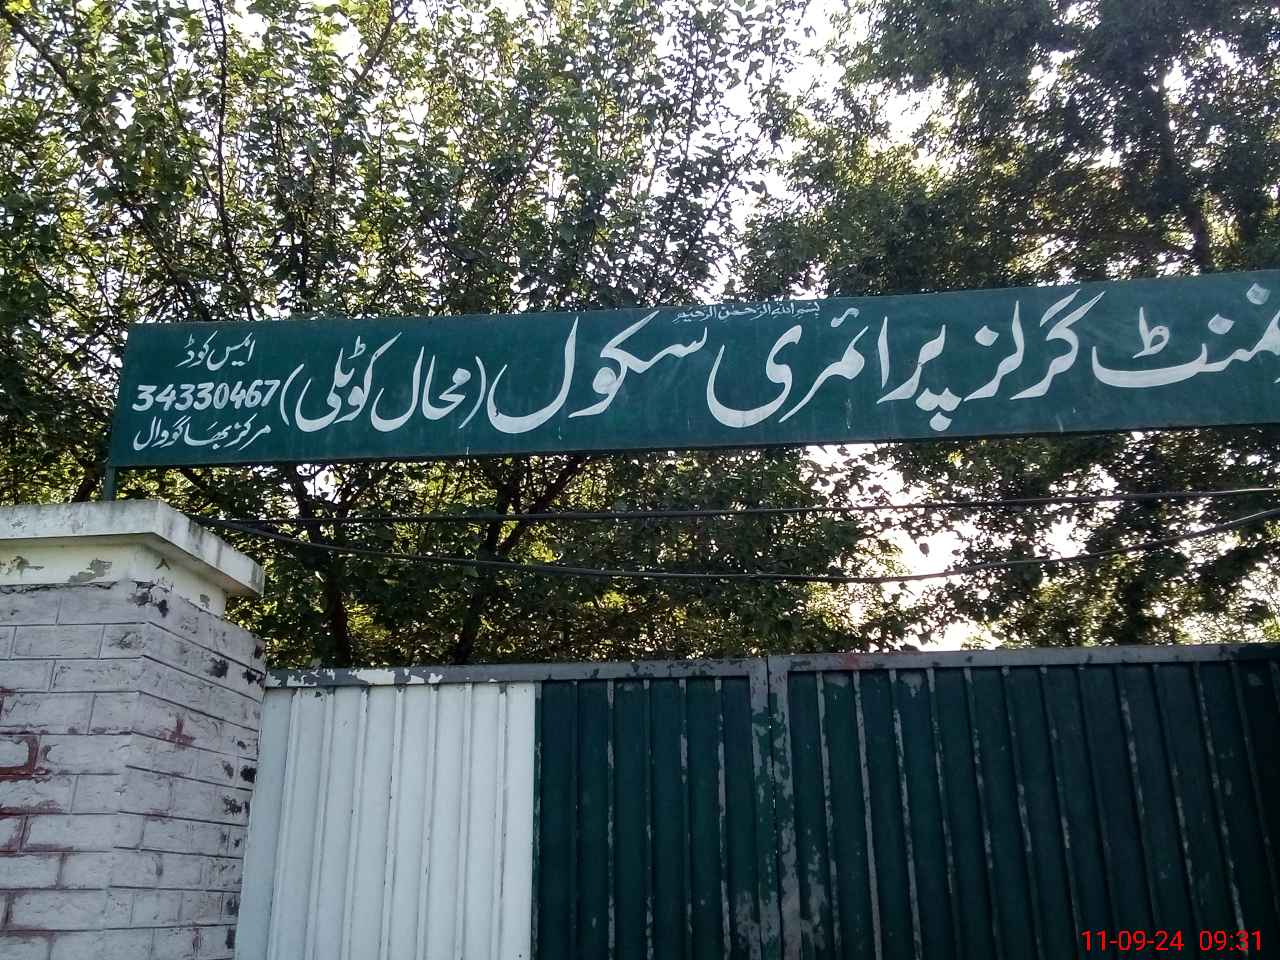 بسم اللہ الرحمن الرحیم
منٹ گرلز پرائمری سکول (محال کوٹلی)
ایمس کوڈ
34330467
مرکز بھاگووال
11-09-24 09:31